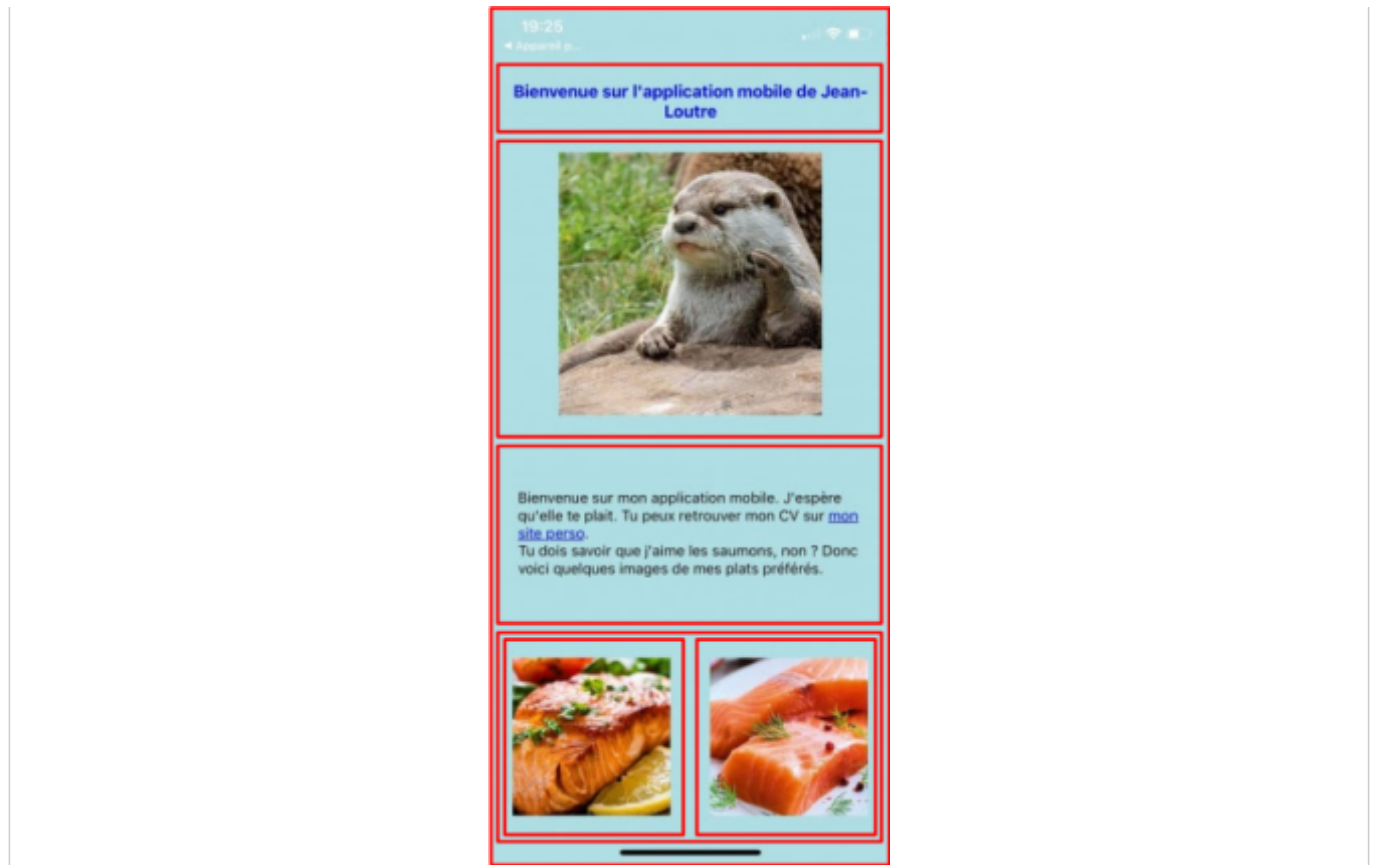 19:25
◀ Appareil p...
Bienvenue sur l'application mobile de Jean-
Loutre
Bienvenue sur mon application mobile. J'espère
qu'elle te plait. Tu peux retrouver mon CV sur mon
site perso.
Tu dois savoir que j'aime les saumons, non ? Donc
voici quelques images de mes plats préférés.